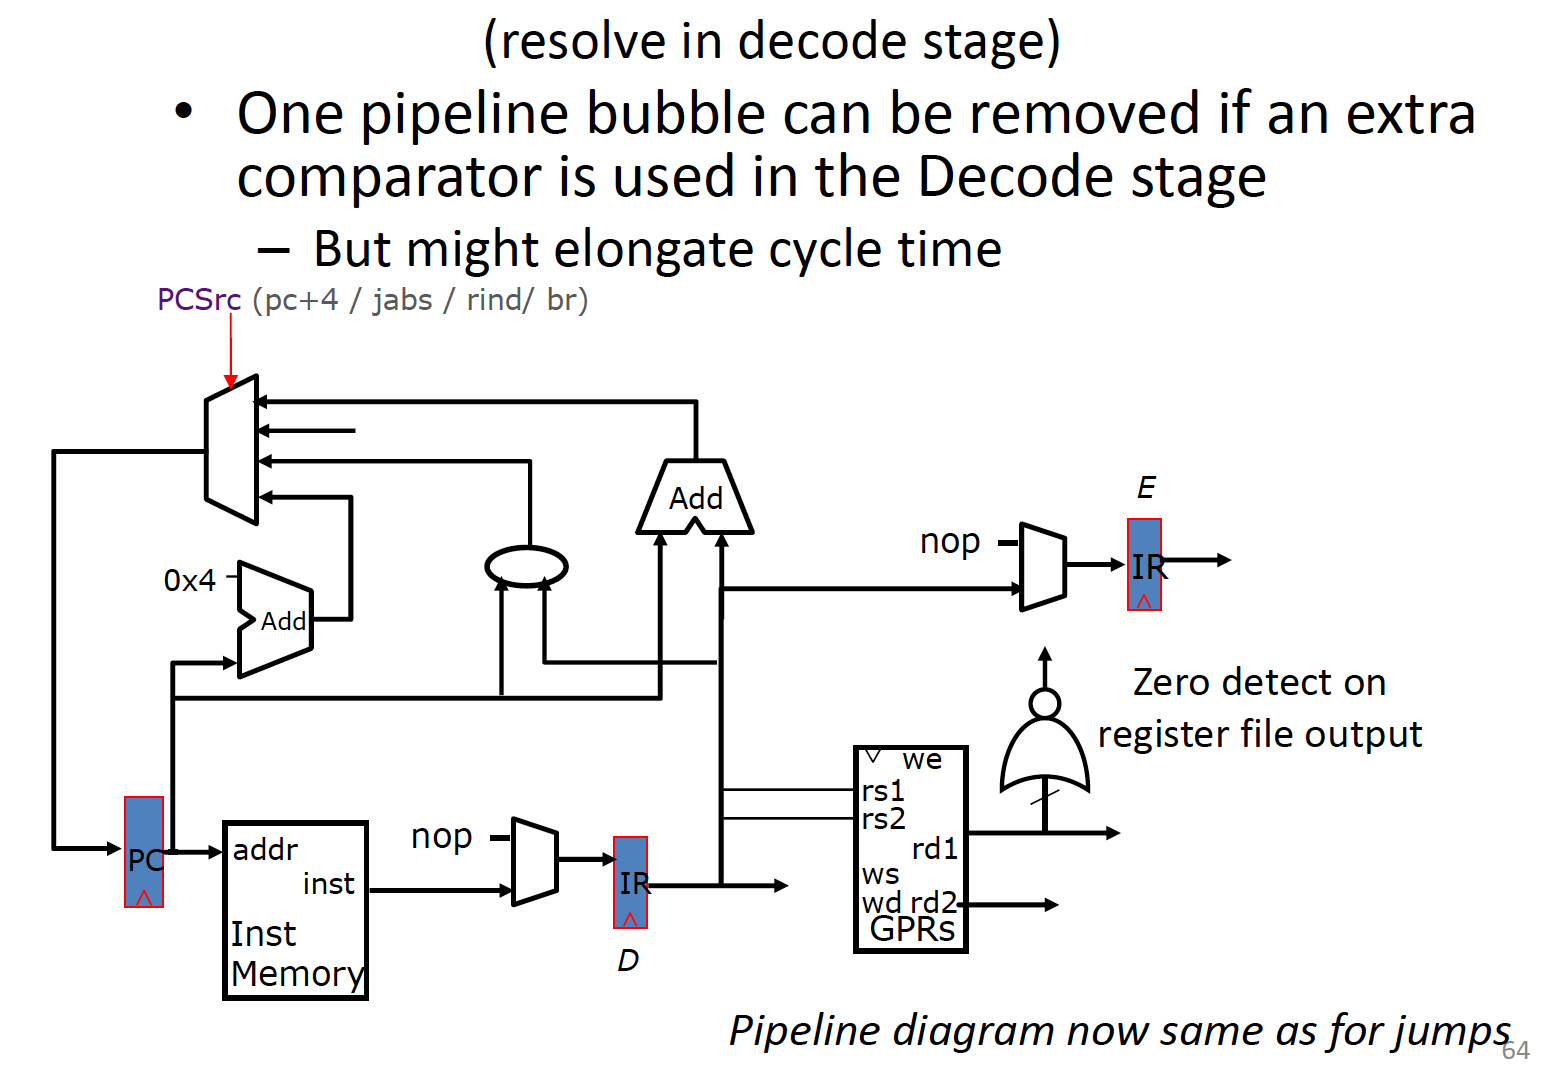 (resolve in decode stage)
• One pipeline bubble can be removed if an extra
comparator is used in the Decode stage
– But might elongate cycle time
PCSrc (pc+4 / jabs / rind/ br)
E
Add
nop
IR
0x4
Add
Zero detect on
register file output
we
rs1
rs2
rd1
ws
wd rd2
GPRs
nop
PC
addr
inst
IR
Inst
Memory
D
Pipeline diagram now same as for jumps
64